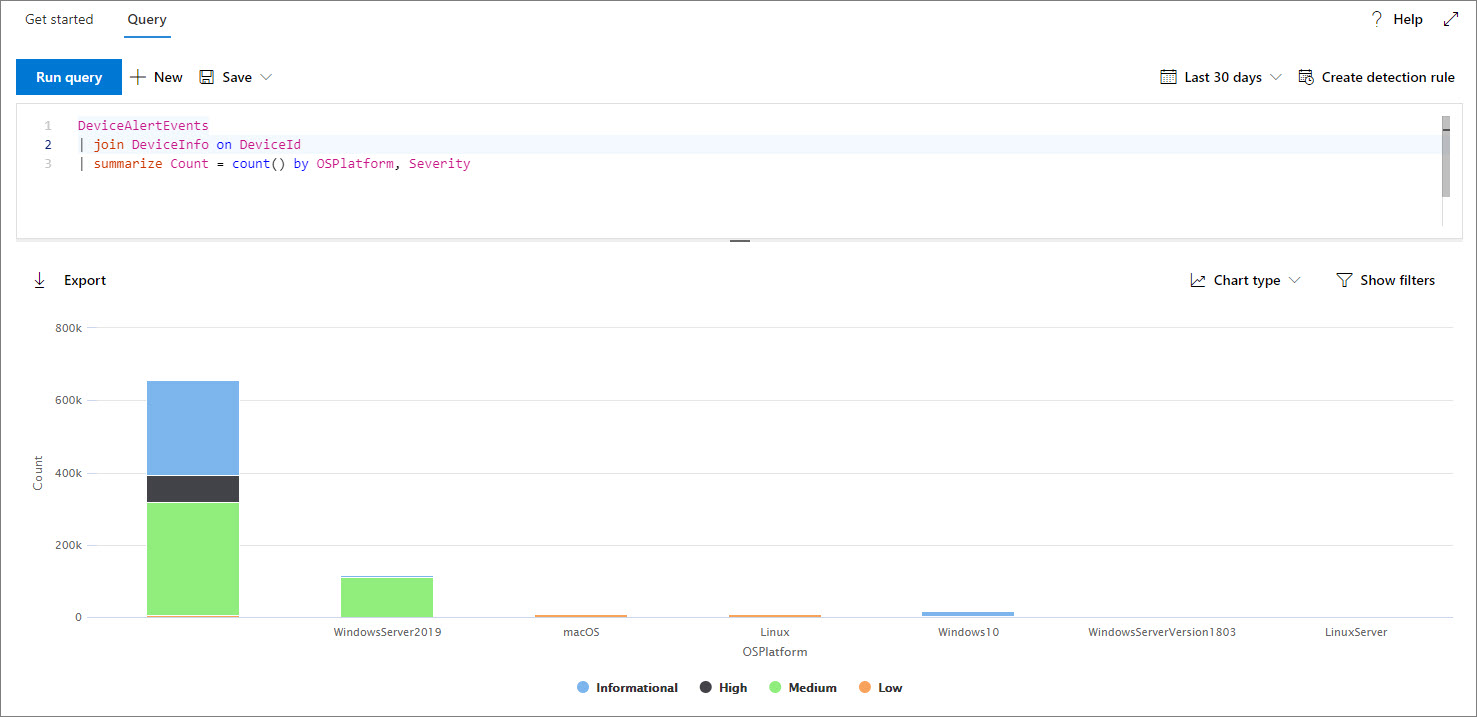 Get started Query ? Help
Run query New Save Last 30 days Create detection rule
1 DeviceAlertEvents
2 | join DeviceInfo on DeviceId
3 | summarize Count = count() by OSPlatform, Severity
Export Chart type Show filters
800k
600k
400k
200k
0
Count
WindowsServer2019 macOS Linux Windows10 WindowsServerVersion1803 LinuxServer
OSPlatform
Informational High Medium Low